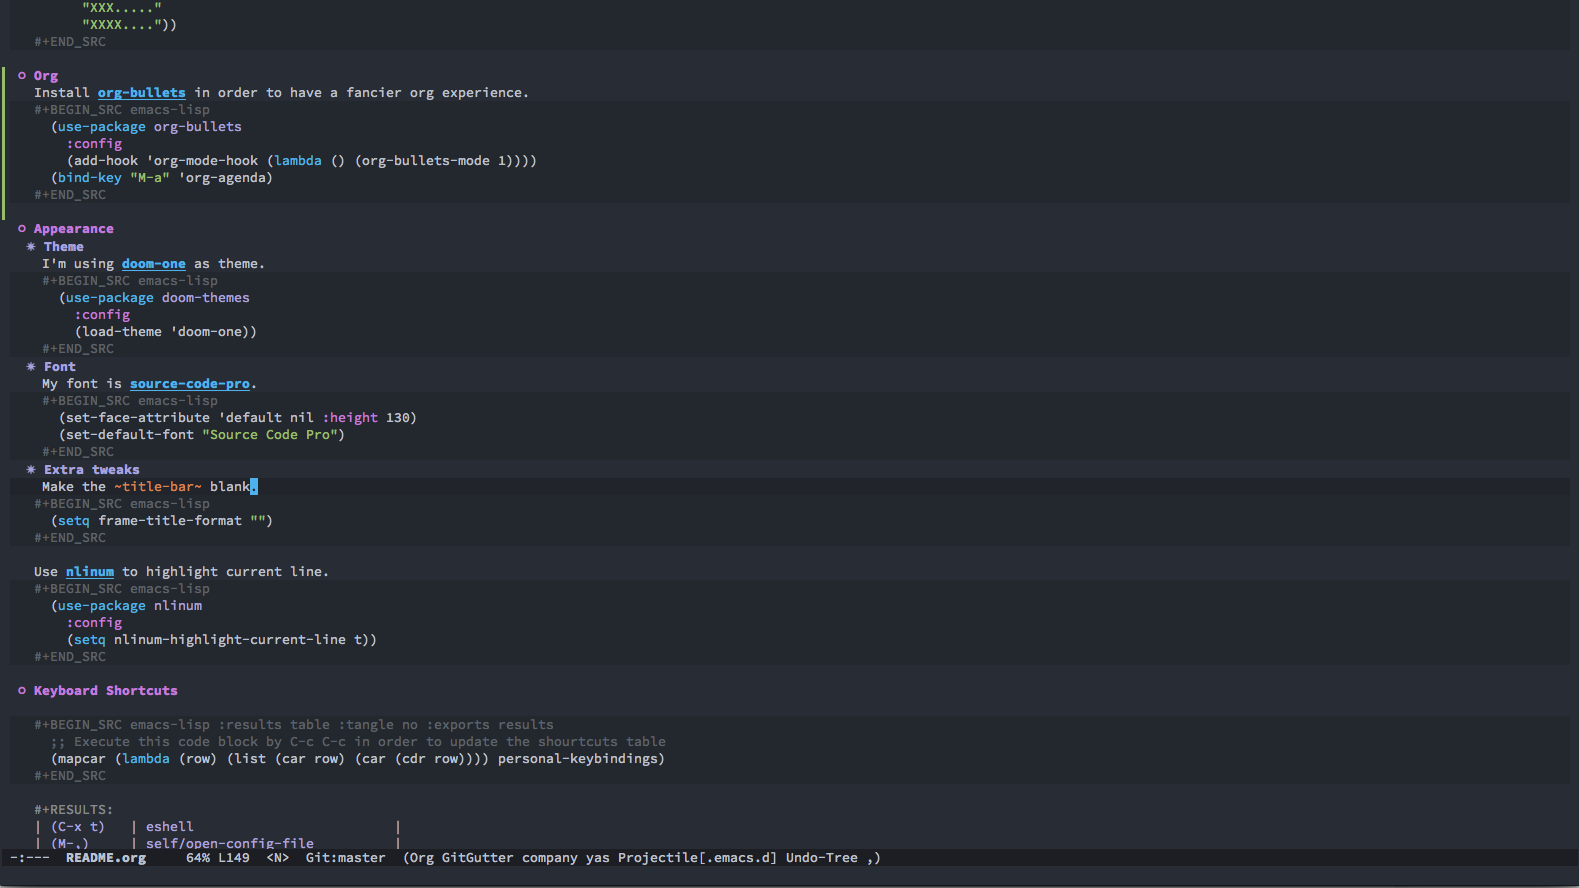 "XXX....."
"XXXX...."))
#+END_SRC
○ Org
Install org-bullets in order to have a fancier org experience.
#+BEGIN_SRC emacs-lisp
(use-package org-bullets
:config
(add-hook 'org-mode-hook (lambda () (org-bullets-mode 1))))
(bind-key "M-a" 'org-agenda)
#+END_SRC
○ Appearance
✷ Theme
I'm using doom-one as theme.
#+BEGIN_SRC emacs-lisp
(use-package doom-themes
:config
(load-theme 'doom-one))
#+END_SRC
✷ Font
My font is source-code-pro.
#+BEGIN_SRC emacs-lisp
(set-face-attribute 'default nil :height 130)
(set-default-font "Source Code Pro")
#+END_SRC
✷ Extra tweaks
Make the ~title-bar~ blank.
#+BEGIN_SRC emacs-lisp
(setq frame-title-format "")
#+END_SRC
Use nlinum to highlight current line.
#+BEGIN_SRC emacs-lisp
(use-package nlinum
:config
(setq nlinum-highlight-current-line t))
#+END_SRC
○ Keyboard Shortcuts
#+BEGIN_SRC emacs-lisp :results table :tangle no :exports results
;; Execute this code block by C-c C-c in order to update the shourtcuts table
(mapcar (lambda (row) (list (car row) (car (cdr row)))) personal-keybindings)
#+END_SRC
#+RESULTS:
| (C-x t) | eshell |
| (M-,) | self/open-config-file |
-:--- README.org 64% L149 <N> Git:master (Org GitGutter company yas Projectile[.emacs.d] Undo-Tree ,)